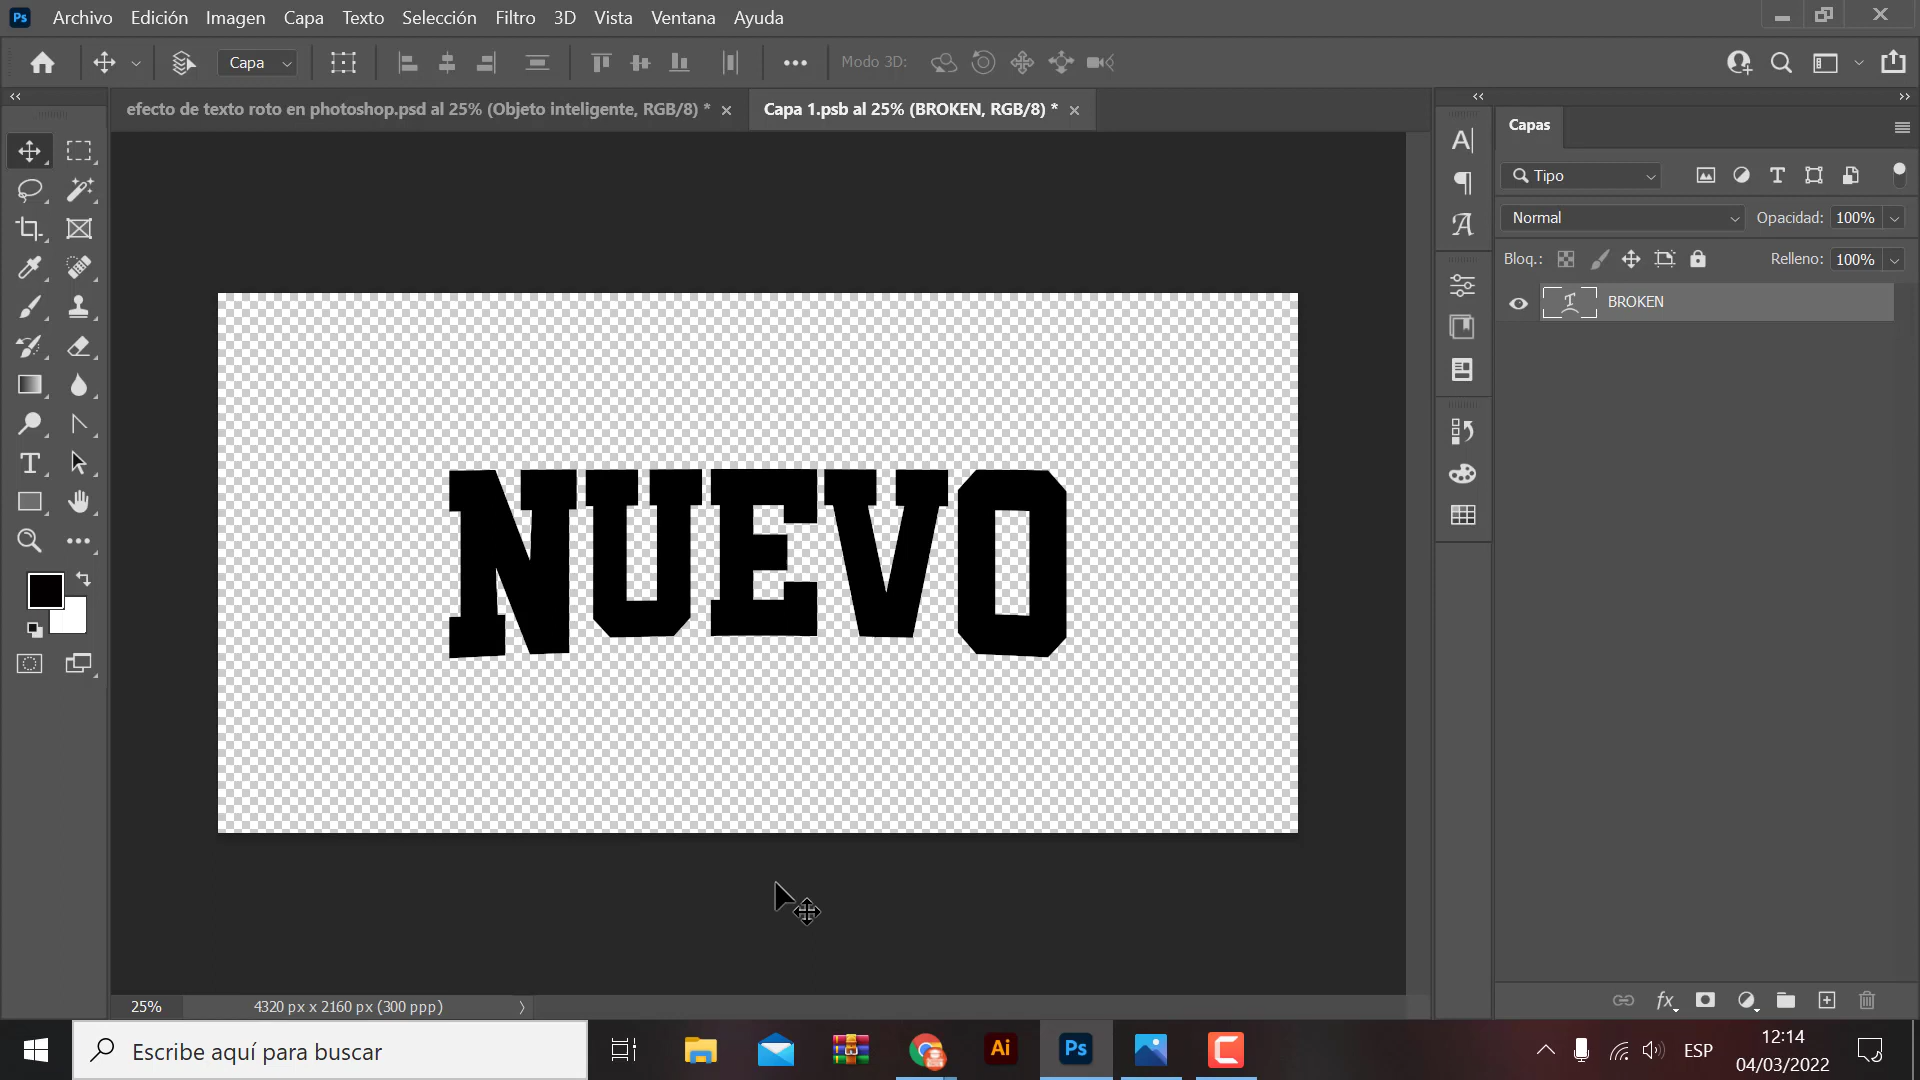 Ps Archivo Edición Imagen Capa Texto Selección Filtro 3D Vista Ventana Ayuda
Capa Modo 3D:
efecto de texto roto en photoshop.psd al 25% (Objeto inteligente, RGB/8) * Capa 1.psb al 25% (BROKEN, RGB/8) *
Capas
Tipo
Normal Opacidad: 100%
Bloq.: Relleno: 100%
BROKEN
NUEVO
25% 4320 px x 2160 px (300 ppp)
Escribe aquí para buscar Ai Ps ESP 12:14
04/03/2022